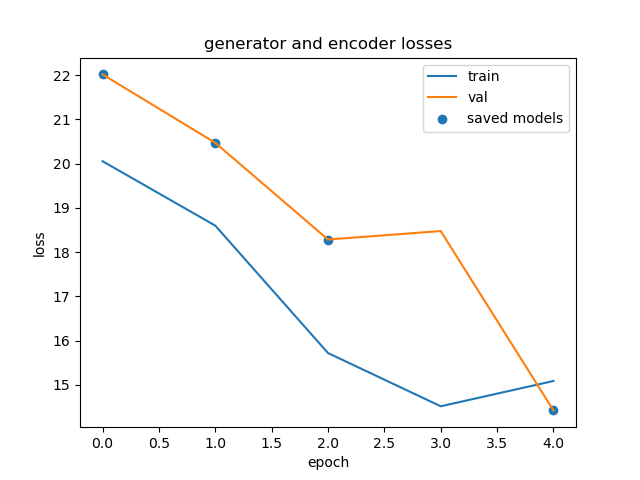 generator and encoder losses
train
val
saved models
22
21
20
19
18
17
16
15
loss
0.0 0.5 1.0 1.5 2.0 2.5 3.0 3.5 4.0
epoch